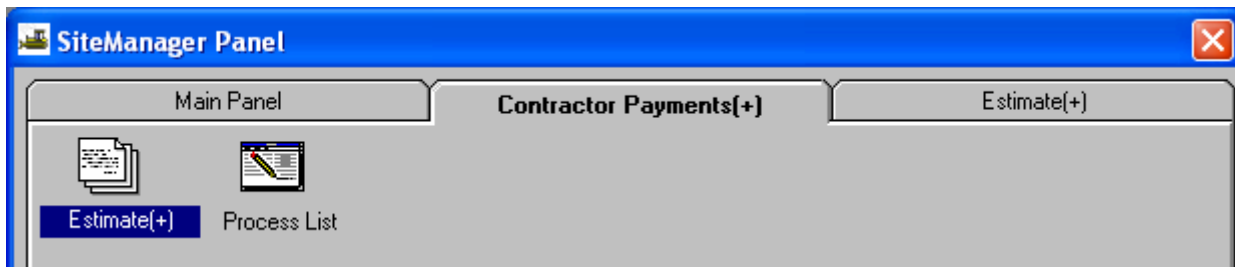 SiteManager Panel
Main Panel
Contractor Payments(+)
Estimate(+)
Estimate(+)
Process List